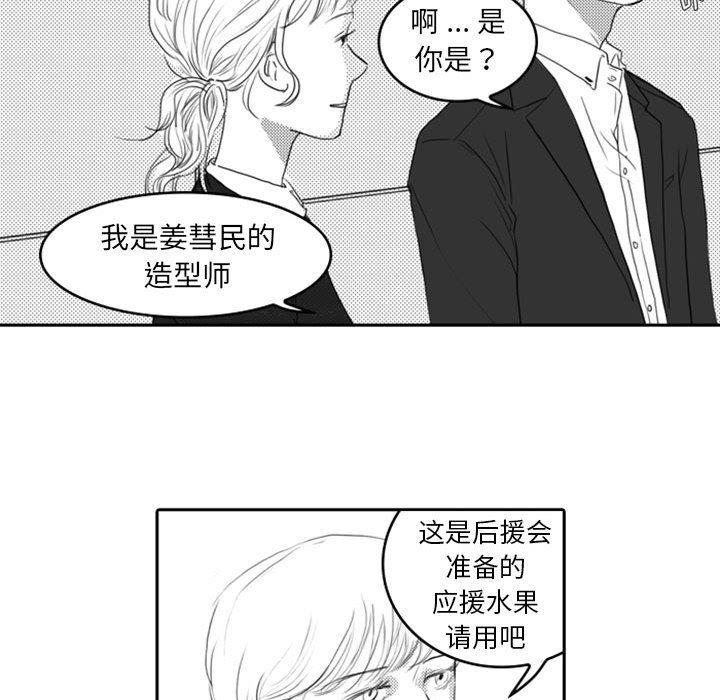 啊...是
你是？
我是姜彗民的
造型师
这是后援会
准备的
应援水果
请用吧